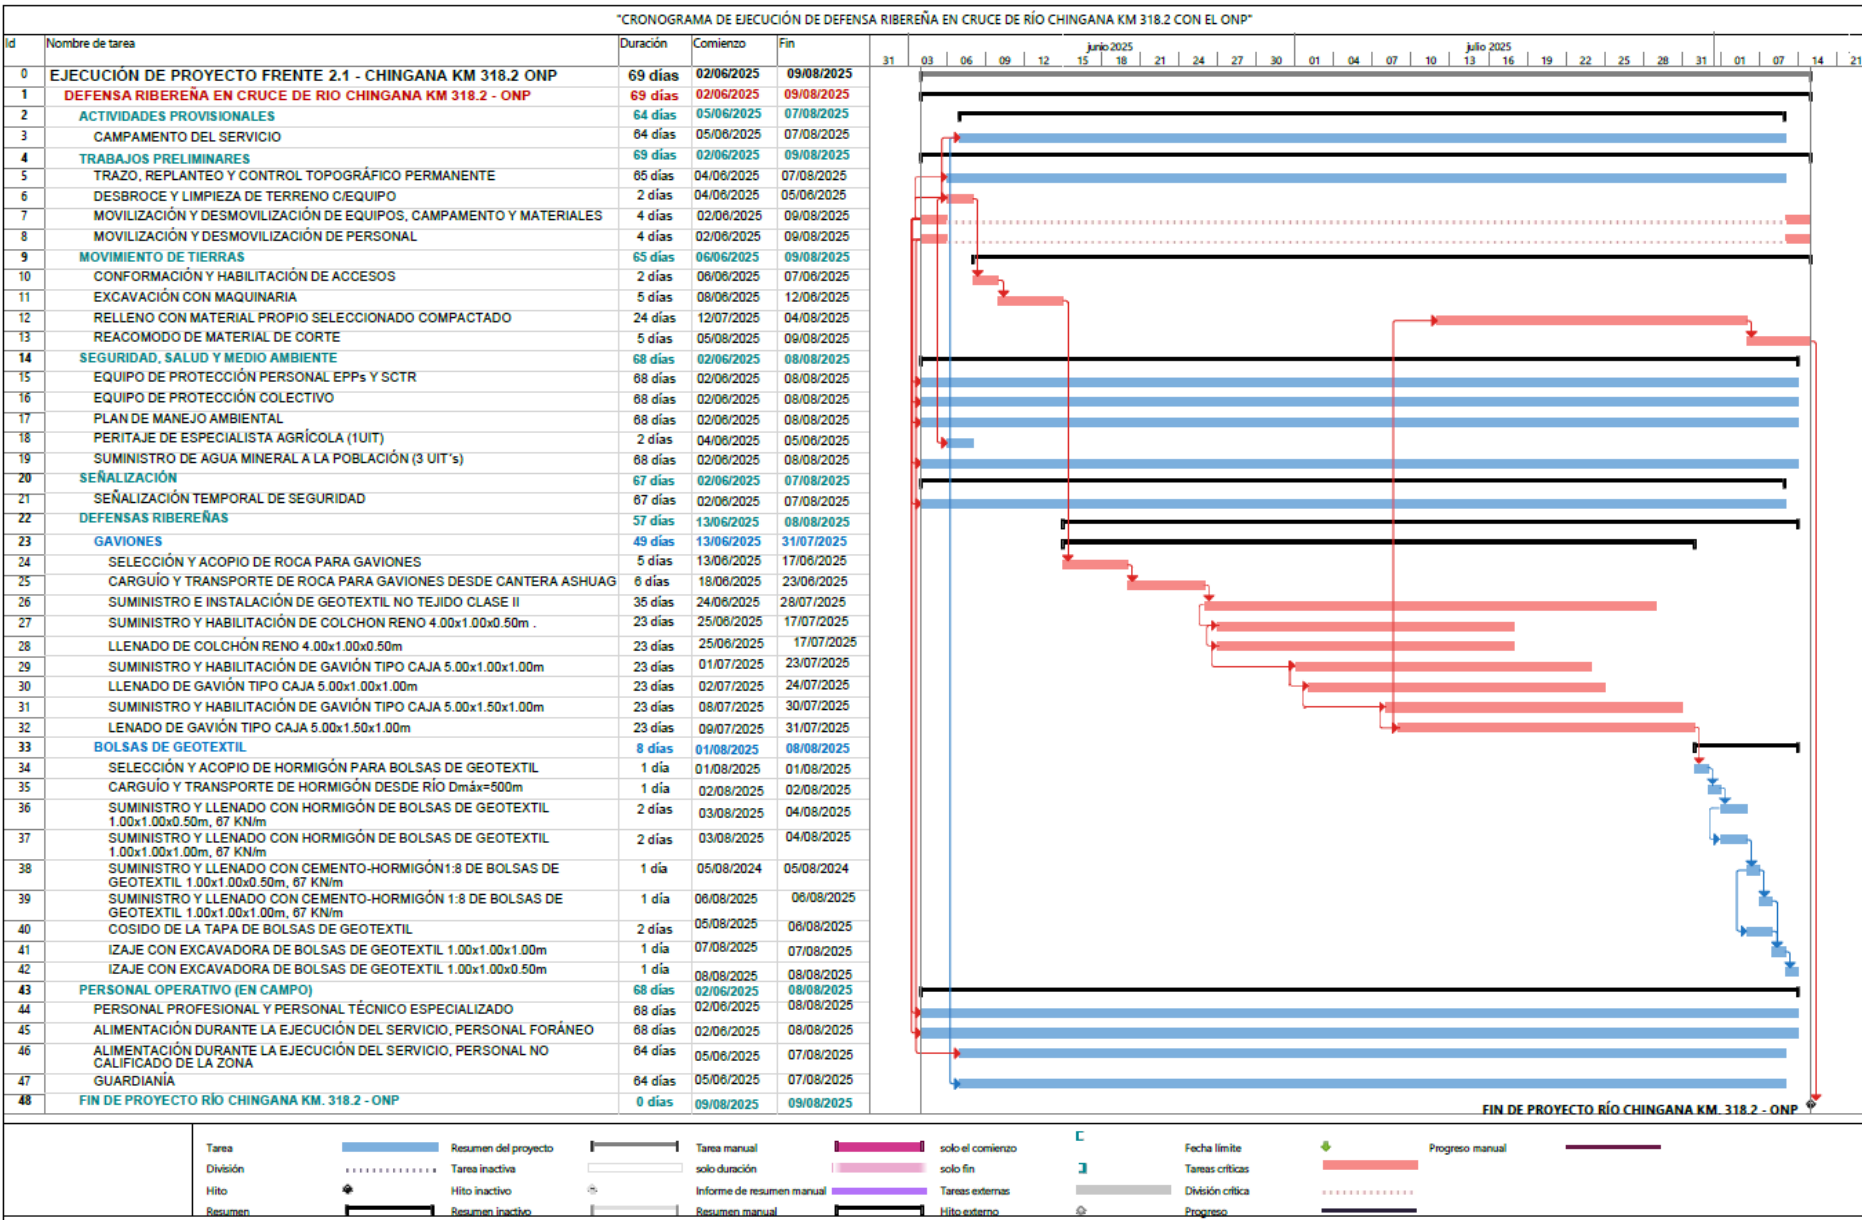 "CRONOGRAMA DE EJECUCIÓN DE DEFENSA RIBEREÑA EN CRUCE DE RÍO CHINGANA KM 318.2 CON EL ONP"
Id Nombre de tarea Duración Comienzo Fin junio 2025 julio 2025
31 03 06 09 12 15 18 21 24 27 30 01 04 07 10 13 16 19 22 25 28 31 01 07 14 21
0 EJECUCIÓN DE PROYECTO FRENTE 2.1 - CHINGANA KM 318.2 ONP 69 días 02/06/2025 09/08/2025
1 DEFENSA RIBEREÑA EN CRUCE DE RIO CHINGANA KM 318.2 - ONP 69 días 02/06/2025 09/08/2025
2 ACTIVIDADES PROVISIONALES 64 días 05/06/2025 07/08/2025
3 CAMPAMENTO DEL SERVICIO 64 días 05/06/2025 07/08/2025
4 TRABAJOS PRELIMINARES 69 días 02/06/2025 09/08/2025
5 TRAZO, REPLANTEO Y CONTROL TOPOGRÁFICO PERMANENTE 65 días 04/06/2025 07/08/2025
6 DESBROCE Y LIMPIEZA DE TERRENO C/EQUIPO 2 días 04/06/2025 05/06/2025
7 MOVILIZACIÓN Y DESMOVILIZACIÓN DE EQUIPOS, CAMPAMENTO Y MATERIALES 4 días 02/06/2025 09/08/2025
8 MOVILIZACIÓN Y DESMOVILIZACIÓN DE PERSONAL 4 días 02/06/2025 09/08/2025
9 MOVIMIENTO DE TIERRAS 65 días 06/06/2025 09/08/2025
10 CONFORMACIÓN Y HABILITACIÓN DE ACCESOS 2 días 06/06/2025 07/06/2025
11 EXCAVACIÓN CON MAQUINARIA 5 días 08/06/2025 12/06/2025
12 RELLENO CON MATERIAL PROPIO SELECCIONADO COMPACTADO 24 días 12/07/2025 04/08/2025
13 REACOMODO DE MATERIAL DE CORTE 5 días 05/08/2025 09/08/2025
14 SEGURIDAD, SALUD Y MEDIO AMBIENTE 68 días 02/06/2025 08/08/2025
15 EQUIPO DE PROTECCIÓN PERSONAL EPPs Y SCTR 68 días 02/06/2025 08/08/2025
16 EQUIPO DE PROTECCIÓN COLECTIVO 68 días 02/06/2025 08/08/2025
17 PLAN DE MANEJO AMBIENTAL 68 días 02/06/2025 08/08/2025
18 PERITAJE DE ESPECIALISTA AGRÍCOLA (1UIT) 2 días 04/06/2025 05/06/2025
19 SUMINISTRO DE AGUA MINERAL A LA POBLACIÓN (3 UIT's) 68 días 02/06/2025 08/08/2025
20 SEÑALIZACIÓN 67 días 02/06/2025 07/08/2025
21 SEÑALIZACIÓN TEMPORAL DE SEGURIDAD 67 días 02/06/2025 07/08/2025
22 DEFENSAS RIBEREÑAS 57 días 13/06/2025 08/08/2025
23 GAVIONES 49 días 13/06/2025 31/07/2025
24 SELECCIÓN Y ACOPIO DE ROCA PARA GAVIONES 5 días 13/06/2025 17/06/2025
25 CARGUÍO Y TRANSPORTE DE ROCA PARA GAVIONES DESDE CANTERA ASHUAG 6 días 18/06/2025 23/06/2025
26 SUMINISTRO E INSTALACIÓN DE GEOTEXTIL NO TEJIDO CLASE II 35 días 24/06/2025 28/07/2025
27 SUMINISTRO Y HABILITACIÓN DE COLCHON RENO 4.00x1.00x0.50m . 23 días 25/06/2025 17/07/2025
28 LLENADO DE COLCHÓN RENO 4.00x1.00x0.50m 23 días 25/06/2025 17/07/2025
29 SUMINISTRO Y HABILITACIÓN DE GAVIÓN TIPO CAJA 5.00x1.00x1.00m 23 días 01/07/2025 23/07/2025
30 LLENADO DE GAVIÓN TIPO CAJA 5.00x1.00x1.00m 23 días 02/07/2025 24/07/2025
31 SUMINISTRO Y HABILITACIÓN DE GAVIÓN TIPO CAJA 5.00x1.50x1.00m 23 días 08/07/2025 30/07/2025
32 LENADO DE GAVIÓN TIPO CAJA 5.00x1.50x1.00m 23 días 09/07/2025 31/07/2025
33 BOLSAS DE GEOTEXTIL 8 días 01/08/2025 08/08/2025
34 SELECCIÓN Y ACOPIO DE HORMIGÓN PARA BOLSAS DE GEOTEXTIL 1 día 01/08/2025 01/08/2025
35 CARGUÍO Y TRANSPORTE DE HORMIGÓN DESDE RÍO Dmáx=500m 1 día 02/08/2025 02/08/2025
36 SUMINISTRO Y LLENADO CON HORMIGÓN DE BOLSAS DE GEOTEXTIL 2 días 03/08/2025 04/08/2025
1.00x1.00x0.50m, 67 KN/m
37 SUMINISTRO Y LLENADO CON HORMIGÓN DE BOLSAS DE GEOTEXTIL 2 días 03/08/2025 04/08/2025
1.00x1.00x1.00m, 67 KN/m
38 SUMINISTRO Y LLENADO CON CEMENTO-HORMIGÓN1:8 DE BOLSAS DE 1 día 05/08/2024 05/08/2024
GEOTEXTIL 1.00x1.00x0.50m, 67 KN/m
39 SUMINISTRO Y LLENADO CON CEMENTO-HORMIGÓN 1:8 DE BOLSAS DE 1 día 06/08/2025 06/08/2025
GEOTEXTIL 1.00x1.00x1.00m, 67 KN/m
40 COSIDO DE LA TAPA DE BOLSAS DE GEOTEXTIL 2 días 05/08/2025 06/08/2025
41 IZAJE CON EXCAVADORA DE BOLSAS DE GEOTEXTIL 1.00x1.00x1.00m 1 día 07/08/2025 07/08/2025
42 IZAJE CON EXCAVADORA DE BOLSAS DE GEOTEXTIL 1.00x1.00x0.50m 1 día 08/08/2025 08/08/2025
43 PERSONAL OPERATIVO (EN CAMPO) 68 días 02/06/2025 08/08/2025
44 PERSONAL PROFESIONAL Y PERSONAL TÉCNICO ESPECIALIZADO 68 días 02/06/2025 08/08/2025
45 ALIMENTACIÓN DURANTE LA EJECUCIÓN DEL SERVICIO, PERSONAL FORÁNEO 68 días 02/06/2025 08/08/2025
46 ALIMENTACIÓN DURANTE LA EJECUCIÓN DEL SERVICIO, PERSONAL NO 64 días 05/06/2025 07/08/2025
CALIFICADO DE LA ZONA
47 GUARDIANÍA 64 días 05/06/2025 07/08/2025
48 FIN DE PROYECTO RÍO CHINGANA KM. 318.2 - ONP 0 días 09/08/2025 09/08/2025
FIN DE PROYECTO RÍO CHINGANA KM. 318.2 - ONP
Tarea Resumen del proyecto Tarea manual solo el comienzo Fecha límite Progreso manual
División Tarea inactiva solo duración solo fin Tareas críticas
Hito Hito inactivo Informe de resumen manual Tareas externas División crítica
Resumen Resumen inactivo Resumen manual Hito externo Progreso